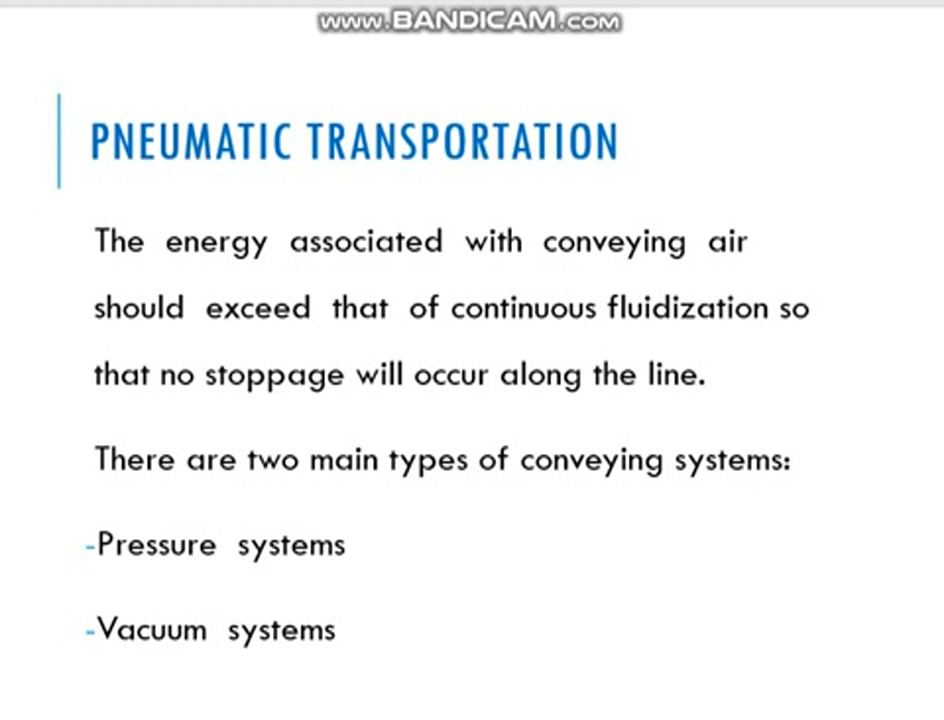 www.BANDICAM.com
PNEUMATIC TRANSPORTATION
The energy associated with conveying air
should exceed that of continuous fluidization so
that no stoppage will occur along the line.
There are two main types of conveying systems:
-Pressure systems
-Vacuum systems